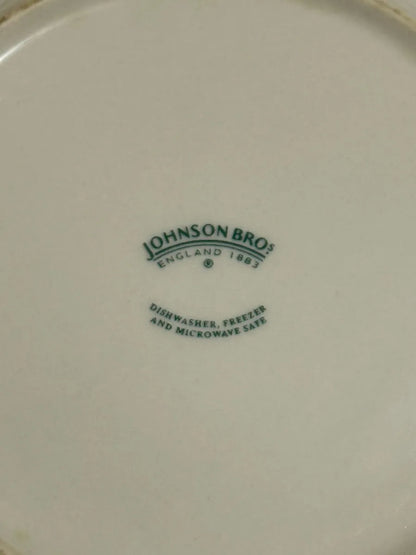 JOHNSON BROS
ENGLAND 1883
®
DISHWASHER, FREEZER
AND MICROWAVE SAFE